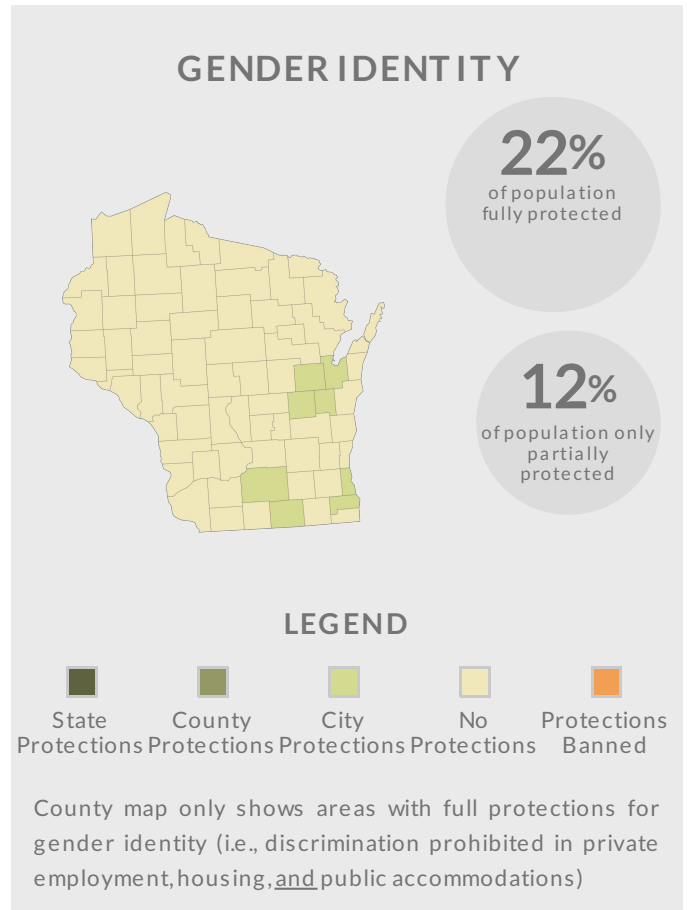 GENDER IDENTITY
22%
of population
fully protected
12%
of population only
partially
protected
LEGEND
State
Protections
County
Protections
City
Protections
No
Protections
Protections
Banned
County map only shows areas with full protections for
gender identity (i.e., discrimination prohibited in private
employment, housing, and public accommodations)